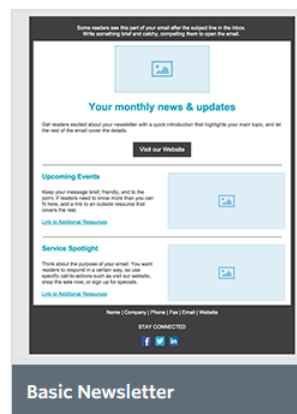 Some readers see this part of your email after the subject line in the inbox.
Write something brief and catchy, compelling them to open the email.
Your monthly news & updates
Get readers excited about your newsletter with a quick introduction that highlights your main topic, and let
the rest of the email cover the details.
Visit our Website
Upcoming Events
Keep your message brief, friendly, and to the
point. If readers need to know more than you can
fit here, add a link to an outside resource that
covers the rest.
Link to Additional Resources
Service Spotlight
Think about the purpose of your email: You want
readers to respond in a certain way, so use
specific call-to-actions such as visit our website,
shop the sale now, or sign up for specials.
Link to Additional Resources
Name | Company | Phone | Fax | Email | Website
STAY CONNECTED
Basic Newsletter